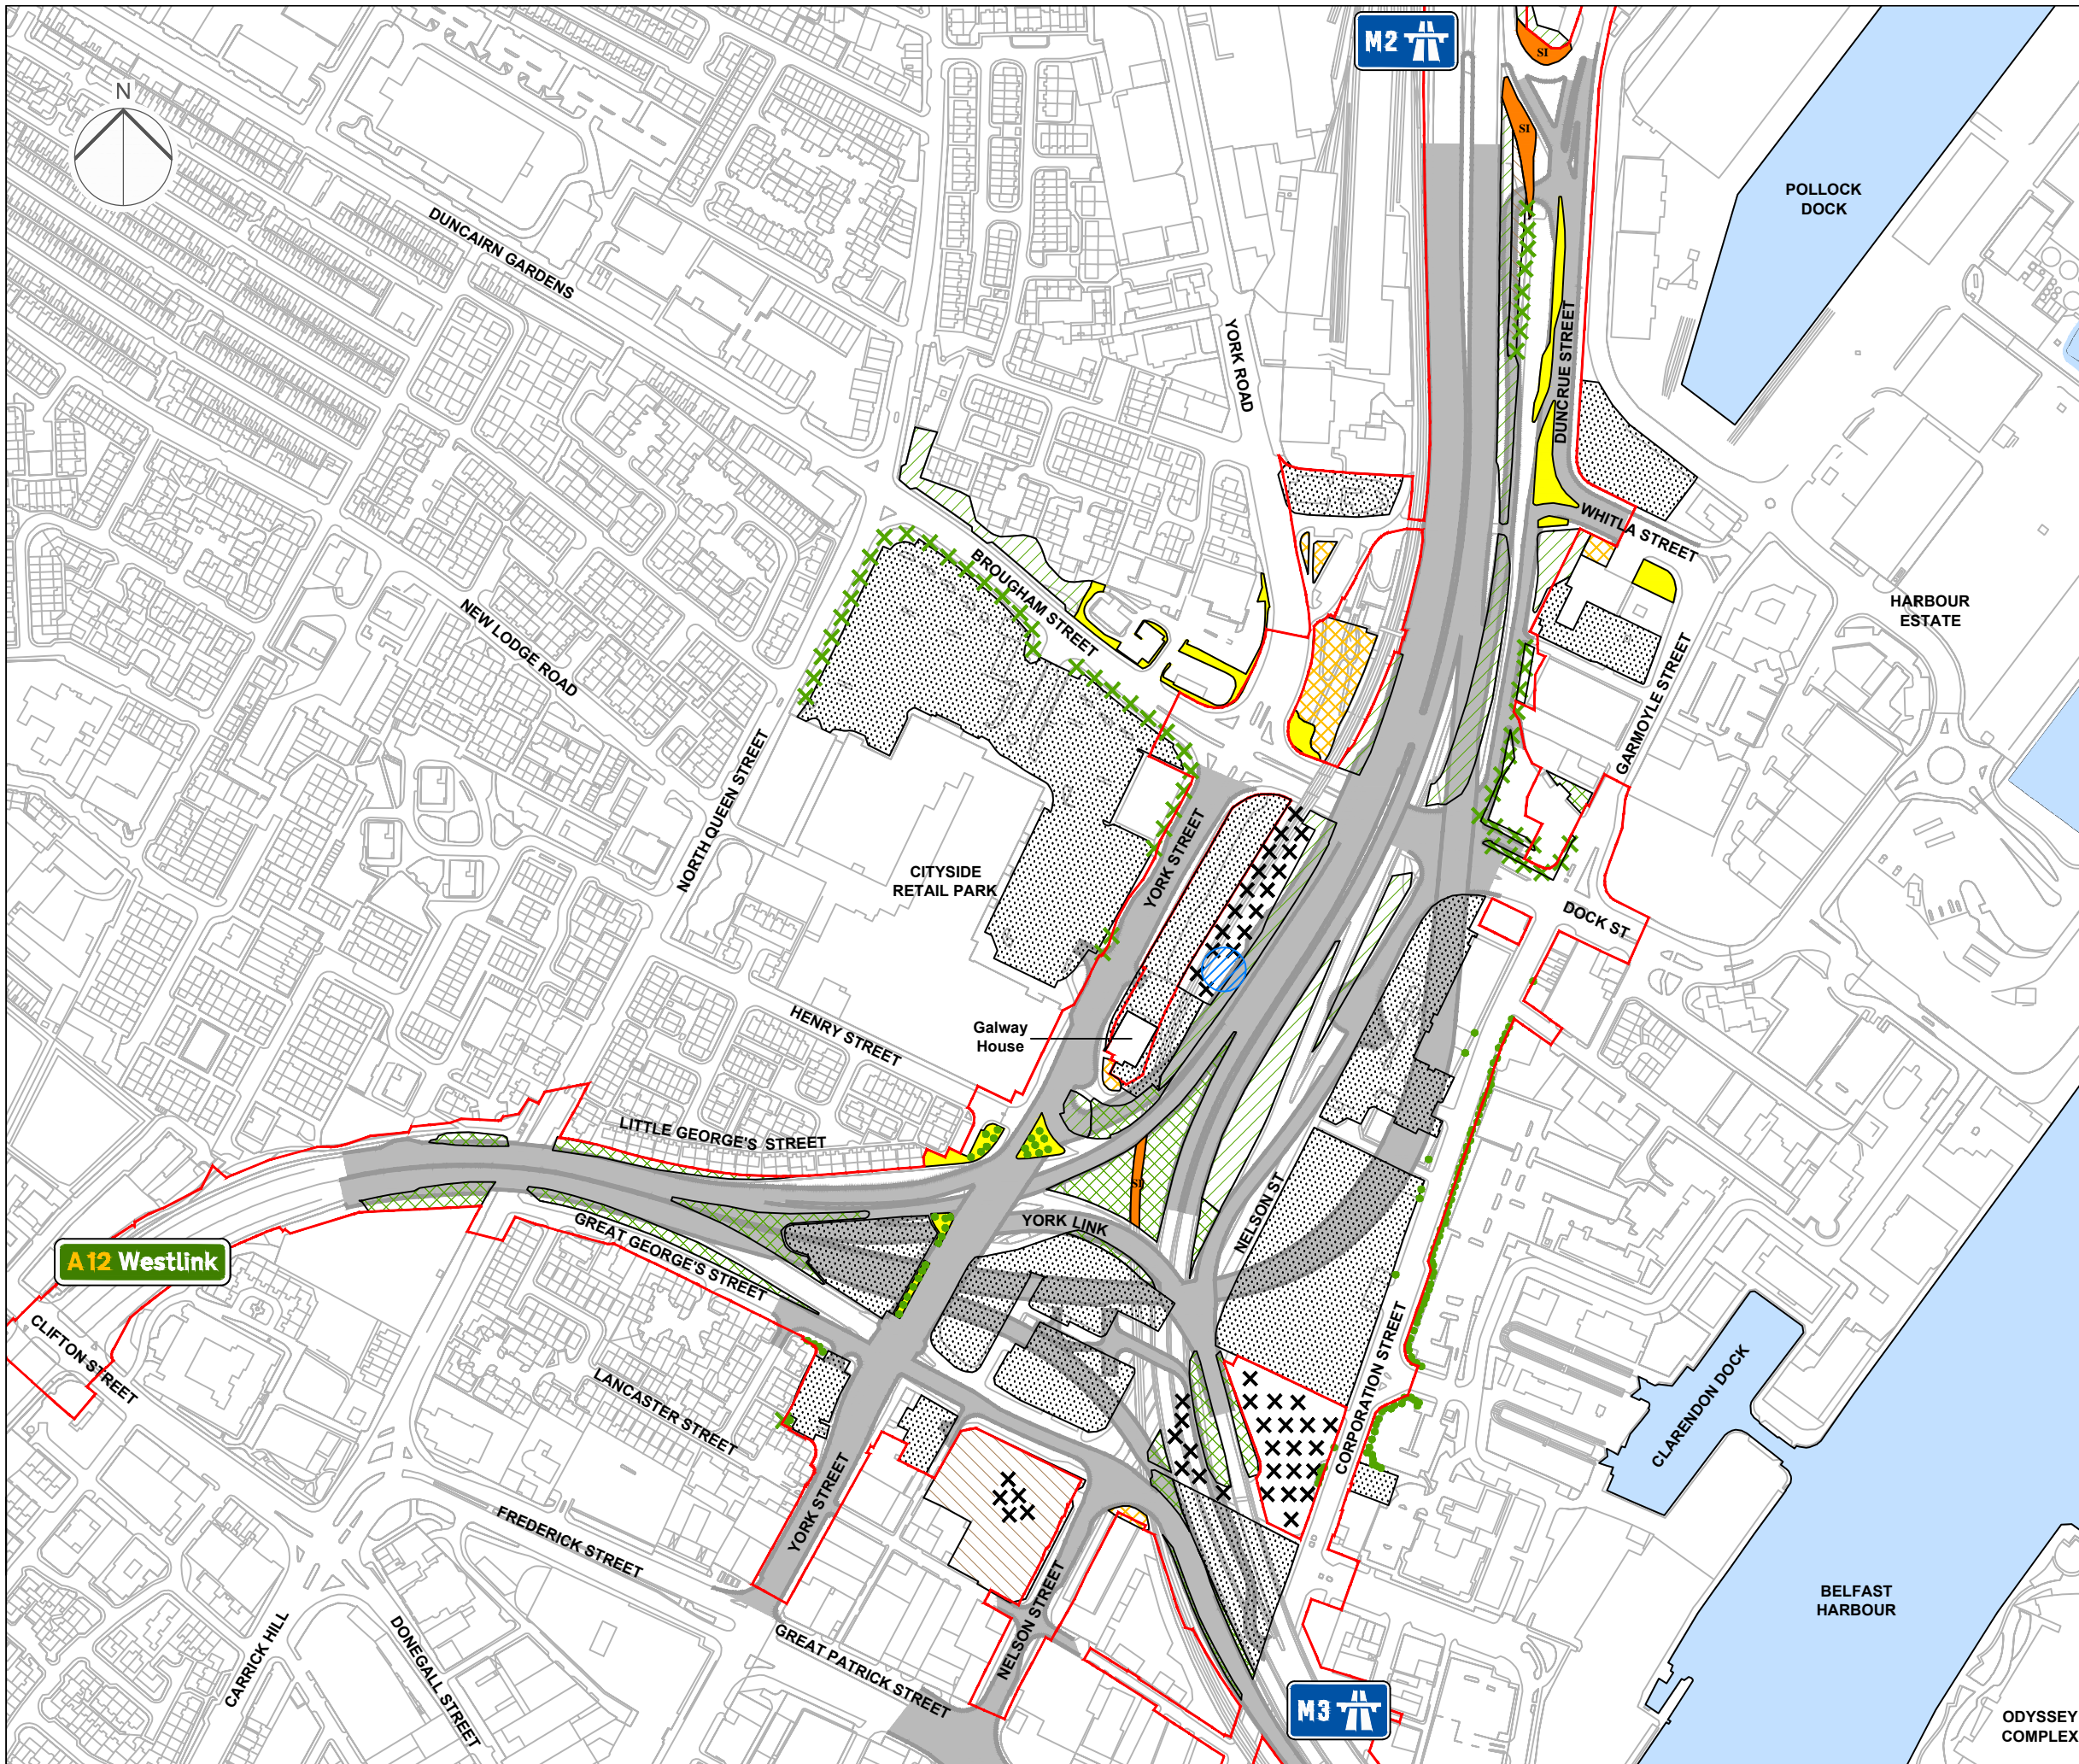 M2
SI
N
SI
POLLOCK
DOCK
DUNCAIRN GARDENS
YORK ROAD
DUNCRUE STREET
WHITLA STREET
BROUGHAM STREET
NEW LODGE ROAD
HARBOUR
ESTATE
GARMOYLE STREET
NORTH QUEEN STREET
YORK STREET
CITYSIDE
RETAIL PARK
DOCK ST
HENRY STREET
Galway
House
LITTLE GEORGE'S STREET
SI
YORK LINK
NELSON ST
GREAT GEORGE'S STREET
A12 Westlink
CLIFTON STREET
LANCASTER STREET
CORPORATION STREET
CLARENDON DOCK
YORK STREET
FREDERICK STREET
NELSON STREET
BELFAST
HARBOUR
CARRICK HILL
DONEGALL STREET
GREAT PATRICK STREET
M3
ODYSSEY
COMPLEX